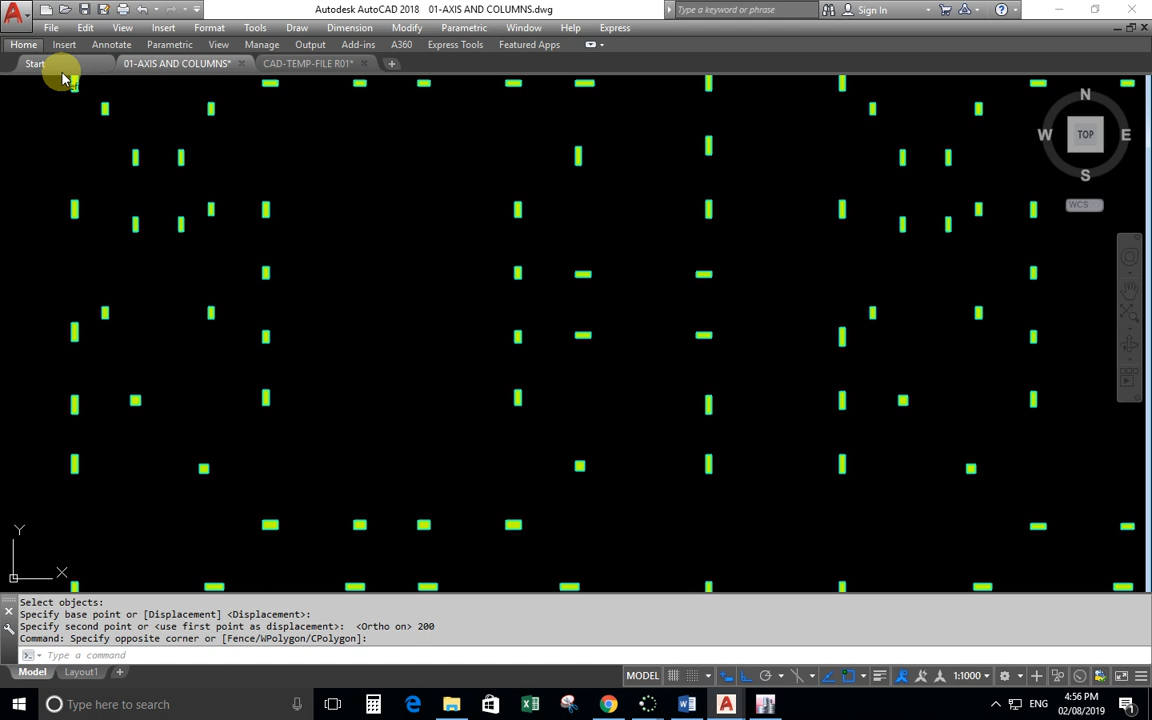 Autodesk AutoCAD 2018 01-AXIS AND COLUMNS.dwg
Type a keyword or phrase
Sign In
File Edit View Insert Format Tools Draw Dimension Modify Parametric Window Help Express
Home Insert Annotate Parametric View Manage Output Add-ins A360 Express Tools Featured Apps
Start 01-AXIS AND COLUMNS* CAD-TEMP-FILE R01*
N
W TOP E
S
WCS
Y
X
Select objects:
Specify base point or [Displacement] <Displacement>:
Specify second point or <use first point as displacement>: <Ortho on> 200
Command: Specify opposite corner or [Fence/WPolygon/CPolygon]:
Type a command
Model Layout1 MODEL 1:1000
Type here to search
ENG
4:56 PM
02/08/2019
1